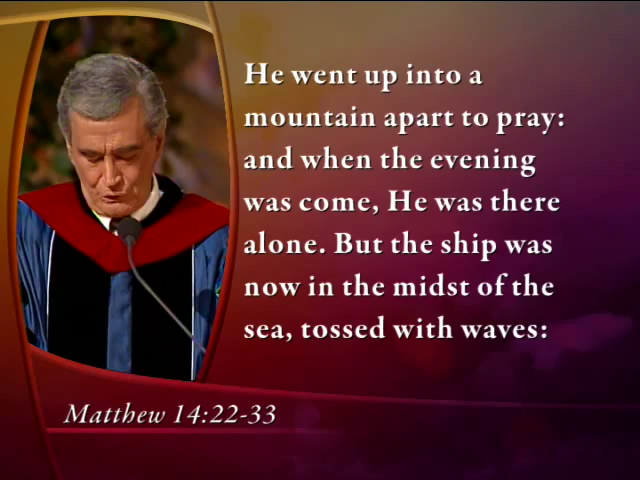 He went up into a
mountain apart to pray:
and when the evening
was come, He was there
alone. But the ship was
now in the midst of the
sea, tossed with waves:
Matthew 14:22-33